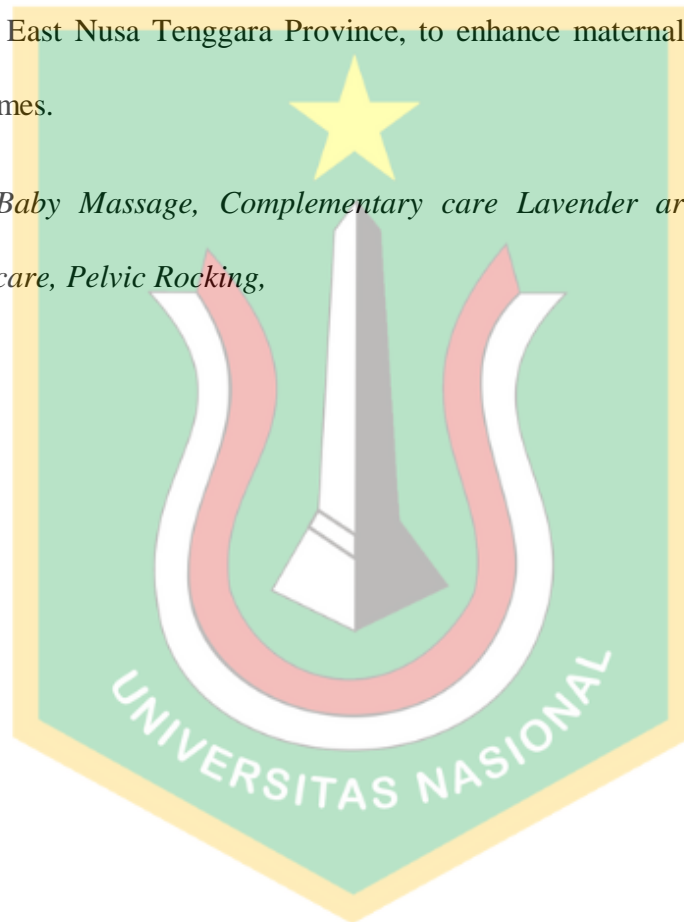 East Nusa Tenggara Province, to enhance maternal
mes.
Baby Massage, Complementary care Lavender ar
care, Pelvic Rocking,
UNIVERSITAS NASIONAL